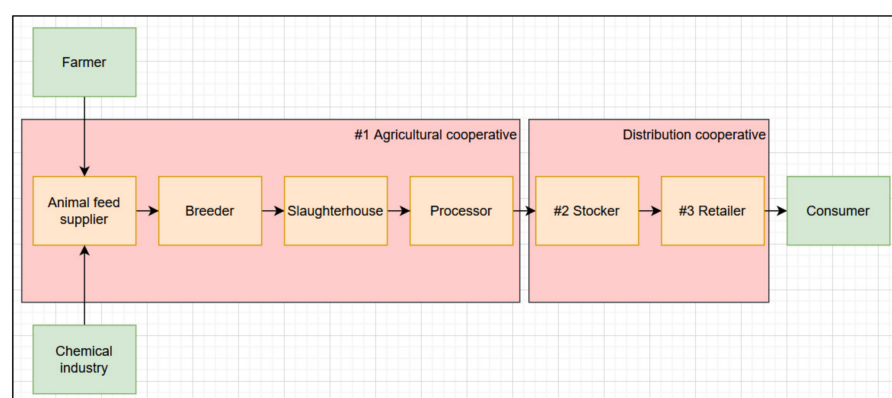 Farmer
#1 Agricultural cooperative
Distribution cooperative
Animal feed
supplier
Breeder
Slaughterhouse
Processor
#2 Stocker
#3 Retailer
Consumer
Chemical
industry